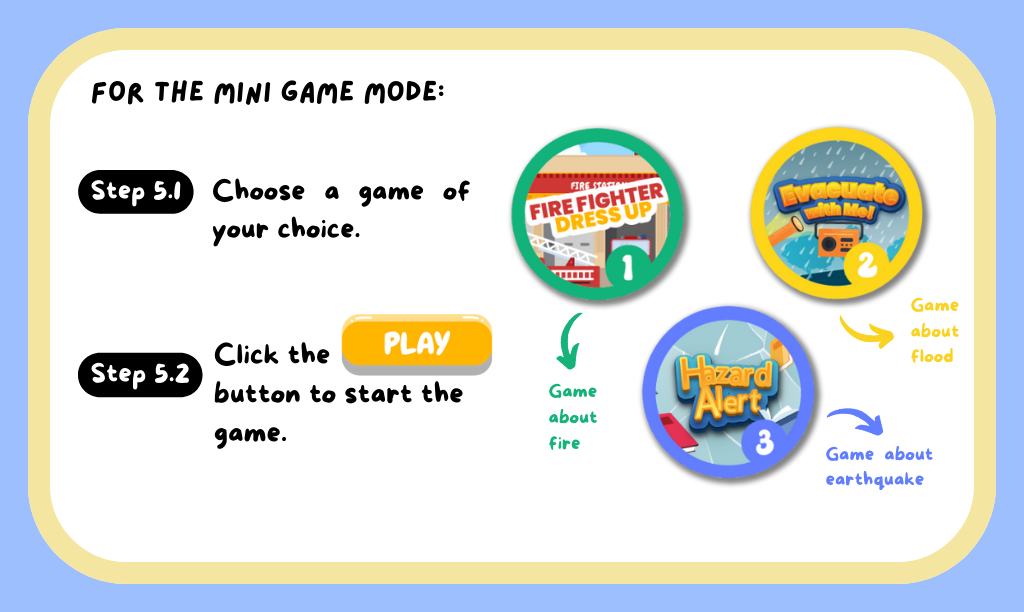 FOR THE MINI GAME MODE:
Step 5.1
Choose a game of
your choice.
Step 5.2
Click the
PLAY
button to start the
game.
FIRE STATION
FIRE FIGHTER
DRESS UP
1
Game
about
fire
Evacuate
with Me!
2
Game
about
flood
Hazard
Alert
3
Game about
earthquake